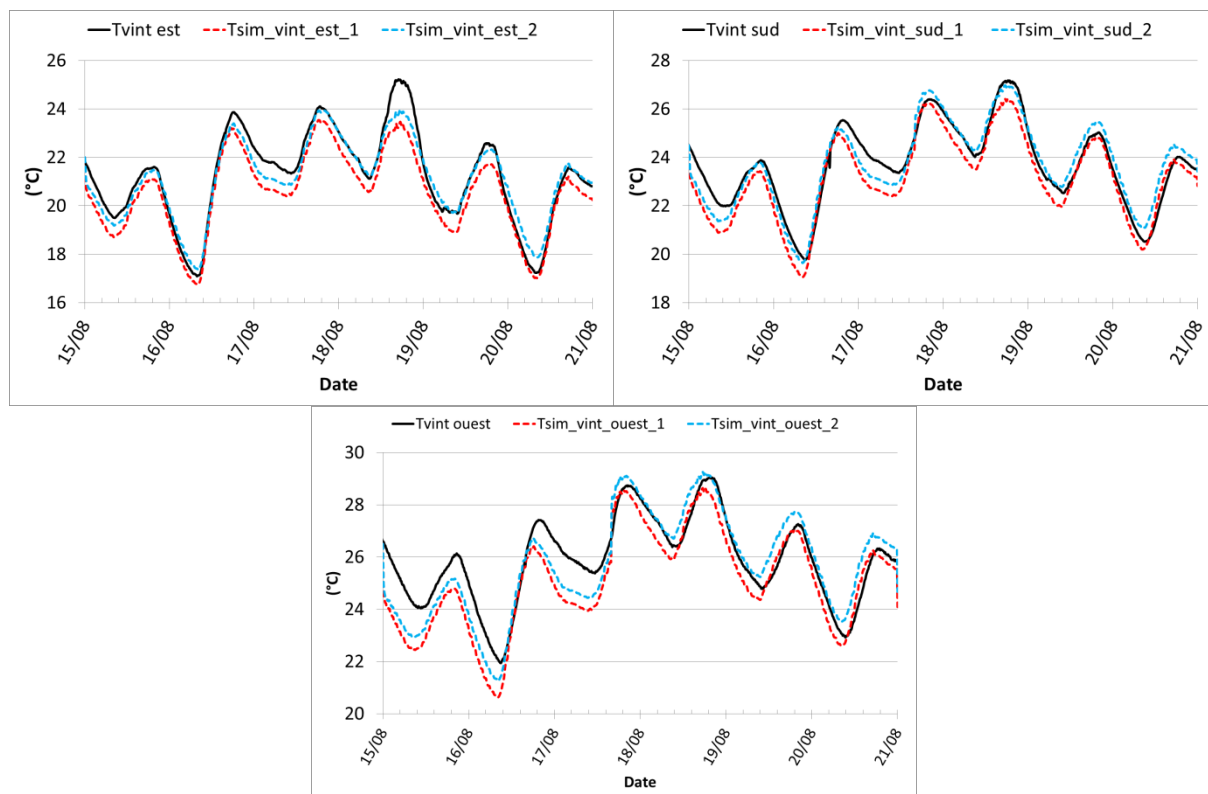 Tvint est Tsim_vint_est_1 Tsim_vint_est_2
26
24
22
20
18
16
(°C)
15/08 16/08 17/08 18/08 19/08 20/08 21/08
Date
Tvint sud Tsim_vint_sud_1 Tsim_vint_sud_2
28
26
24
22
20
18
(°C)
15/08 16/08 17/08 18/08 19/08 20/08 21/08
Date
Tvint ouest Tsim_vint_ouest_1 Tsim_vint_ouest_2
30
28
26
24
22
20
(°C)
15/08 16/08 17/08 18/08 19/08 20/08 21/08
Date